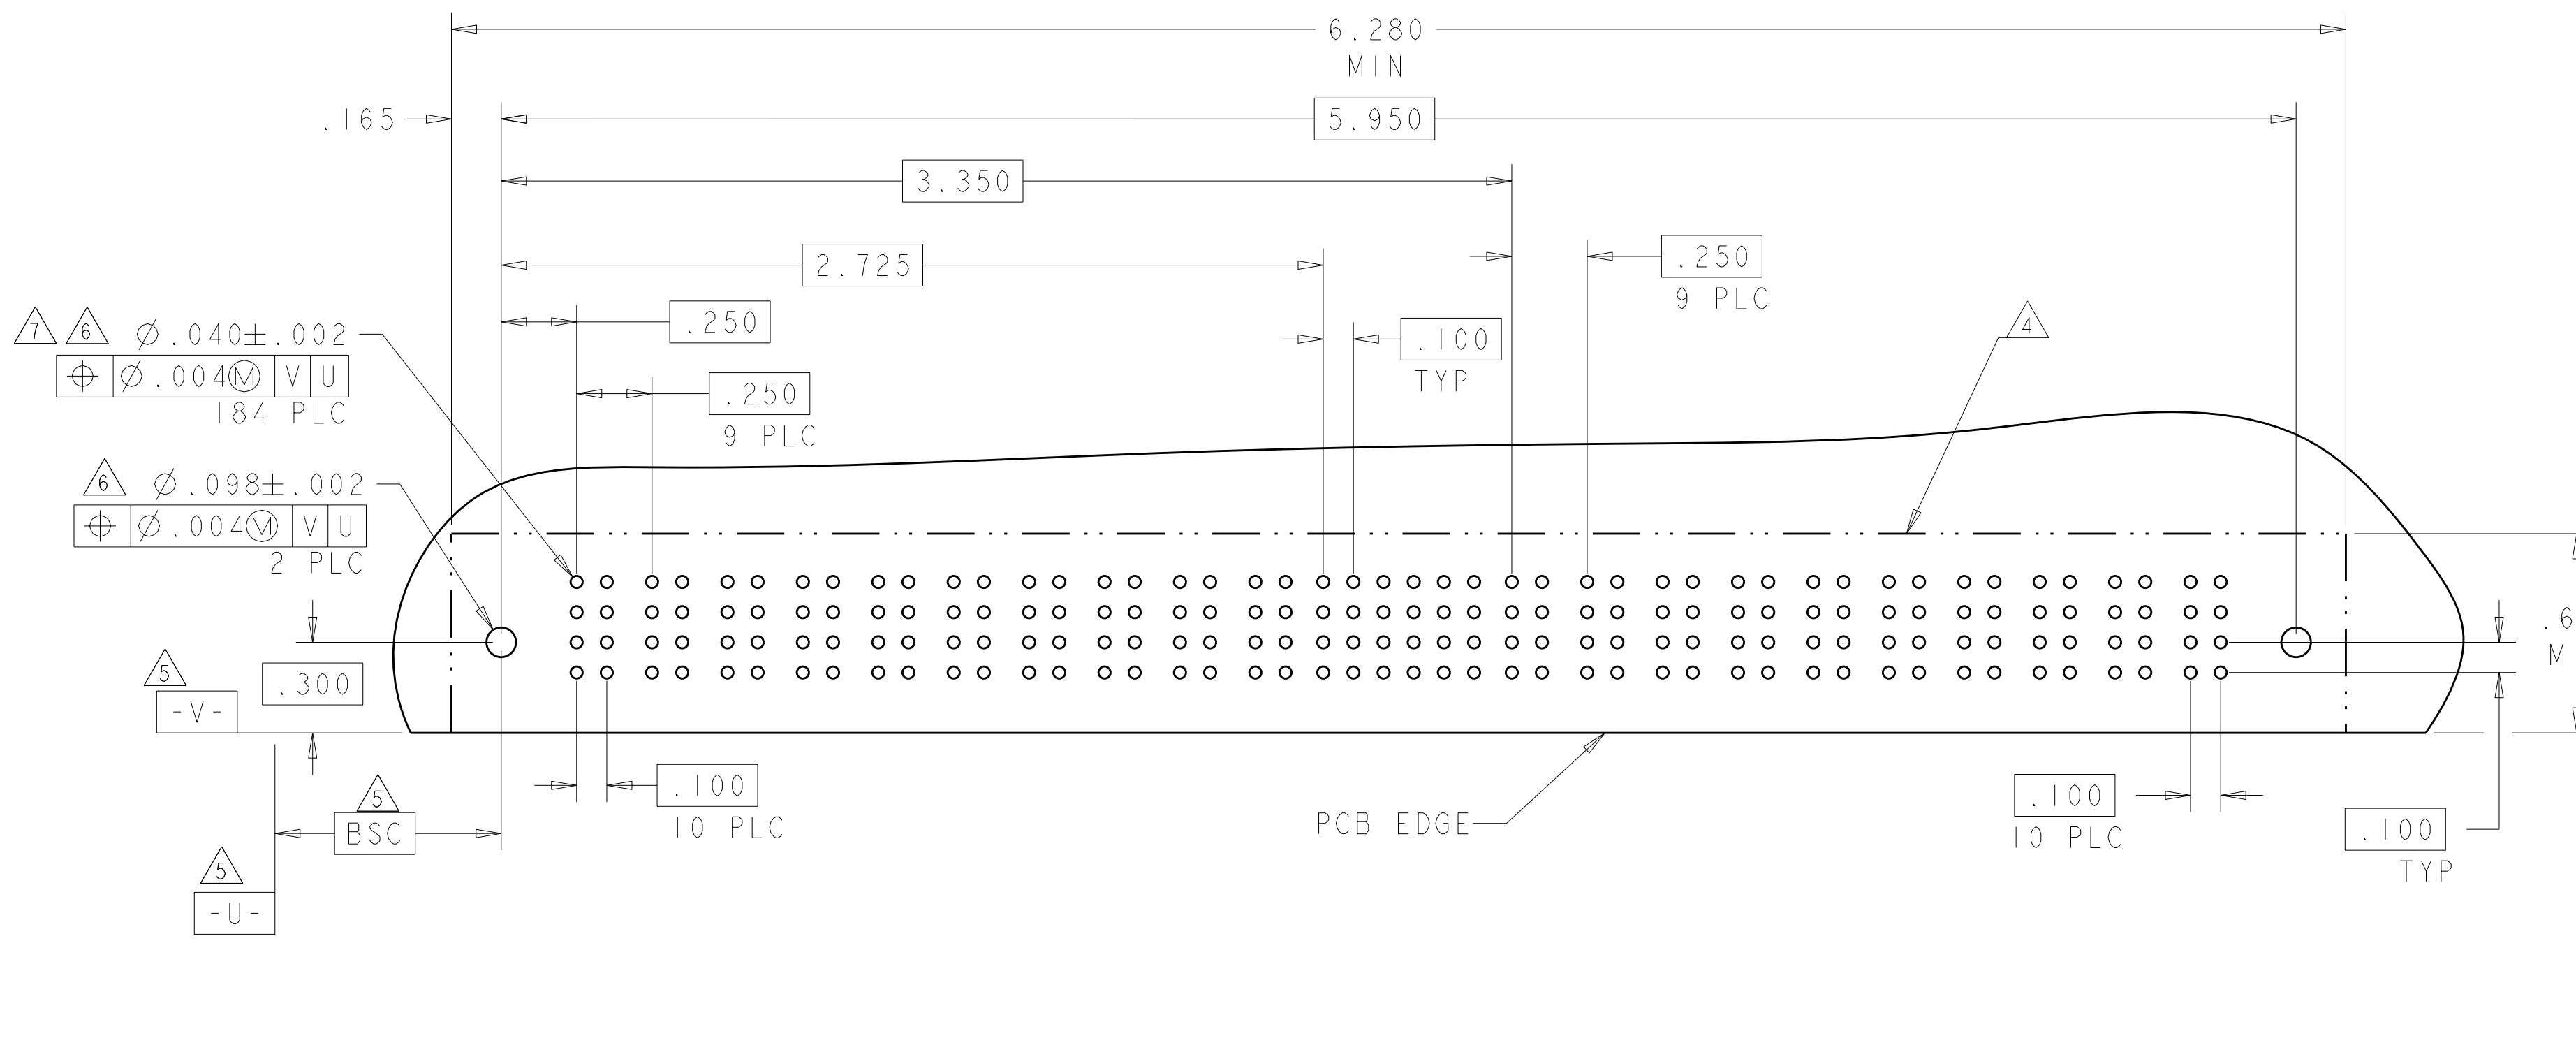 6.280
MIN
.165
5.950
3.350
2.725
.250
9 PLC
.250
7 6 Ø.040±.002
⌖ Ø.004Ⓜ V U
184 PLC
.100
TYP
4
.250
9 PLC
6 Ø.098±.002
⌖ Ø.004Ⓜ V U
2 PLC
.6
M
5
-V-
.300
5
BSC
.100
10 PLC
PCB EDGE
.100
10 PLC
.100
TYP
5
-U-